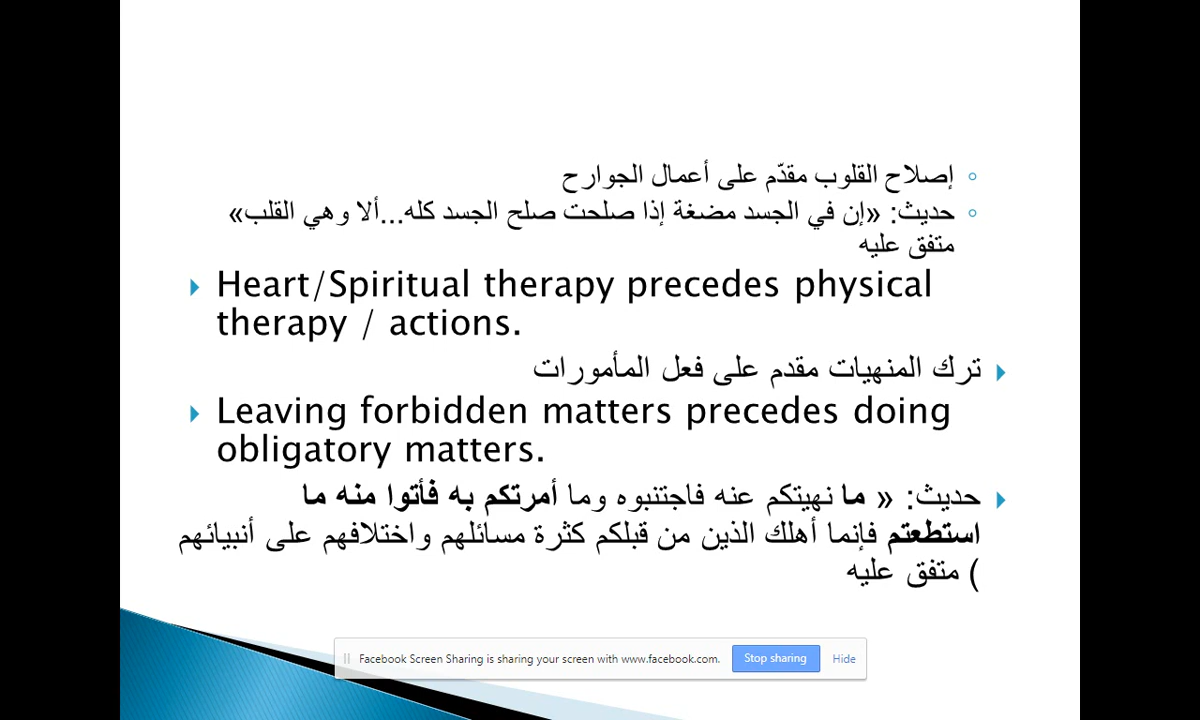 إصلاح القلوب مقدّم على أعمال الجوارح
حديث: «إن في الجسد مضغة إذا صلحت صلح الجسد كله...ألا وهي القلب»
متفق عليه
Heart/Spiritual therapy precedes physical
therapy / actions.
ترك المنهيات مقدم على فعل المأمورات
Leaving forbidden matters precedes doing
obligatory matters.
حديث: « ما نهيتكم عنه فاجتنبوه وما أمرتكم به فأتوا منه ما
استطعتم فإنما أهلك الذين من قبلكم كثرة مسائلهم واختلافهم على أنبيائهم
) متفق عليه
Facebook Screen Sharing is sharing your screen with www.facebook.com. Stop sharing Hide